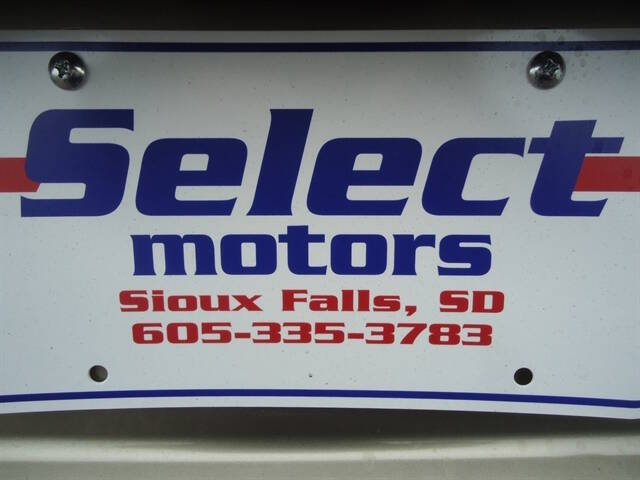 Select
motors
Sioux Falls, SD
605-335-3783